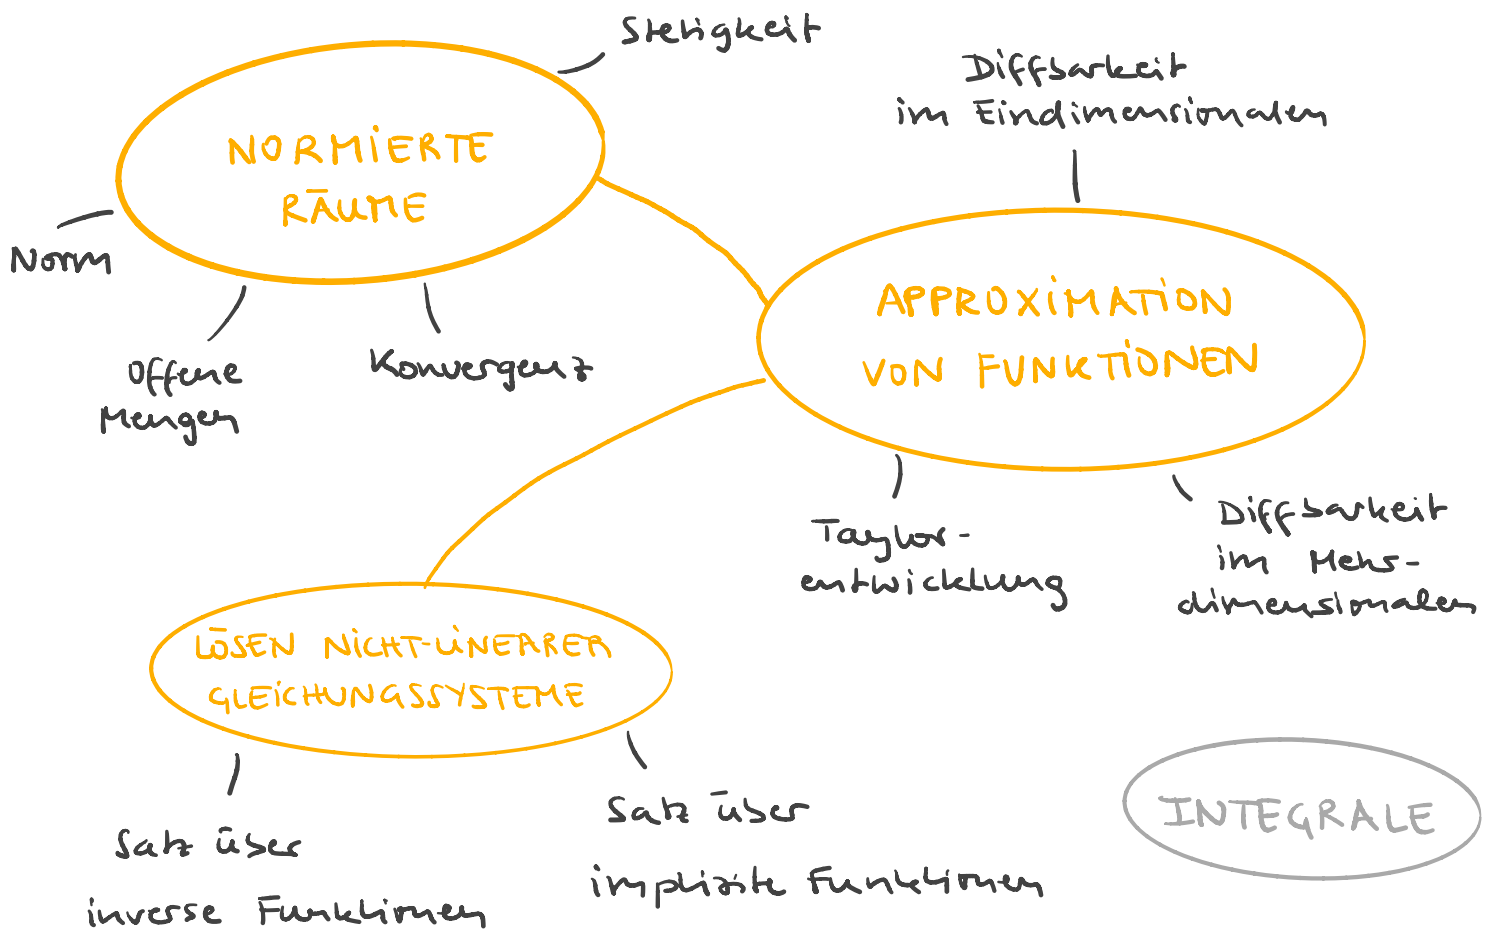 Stetigkeit
NORMIERTE
RÄUME
Norm
Offene
Mengen
Konvergenz
Diffbarkeit
im Eindimensionalen
APPROXIMATION
VON FUNKTIONEN
Taylor-
entwicklung
Diffbarkeit
im Mehr-
dimensionalen
LÖSEN NICHT-LINEARER
GLEICHUNGSSYSTEME
Satz über
inverse Funktionen
Satz über
implizite Funktionen
INTEGRALE